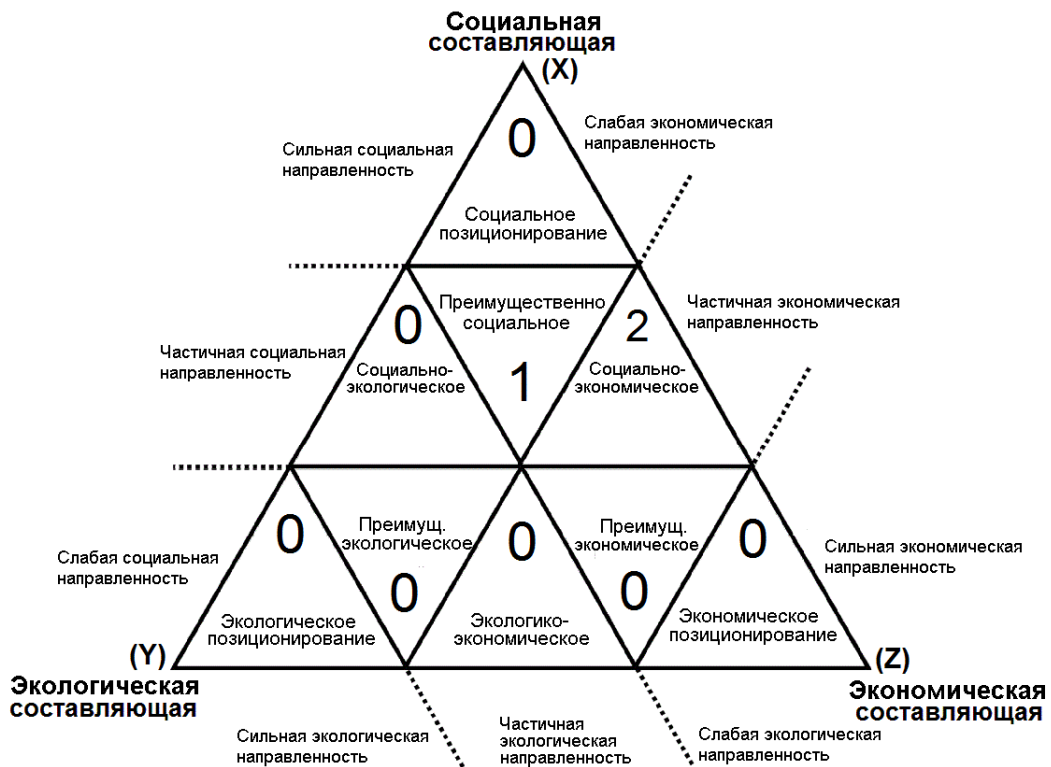 Социальная
составляющая
(X)
0
Слабая экономическая
направленность
Сильная социальная
направленность
Социальное
позиционирование
Преимущественно
социальное
1
0
Социально-
экологическое
2
Социально-
экономическое
Частичная экономическая
направленность
Частичная социальная
направленность
0
Преимущ.
экологическое
0
0
Преимущ.
экономическое
0
0
Слабая социальная
направленность
Сильная экономическая
направленность
Экологическое
позиционирование
Экологико-
экономическое
Экономическое
позиционирование
(Y)
(Z)
Экологическая
составляющая
Экономическая
составляющая
Сильная экологическая
направленность
Частичная
экологическая
направленность
Слабая экологическая
направленность